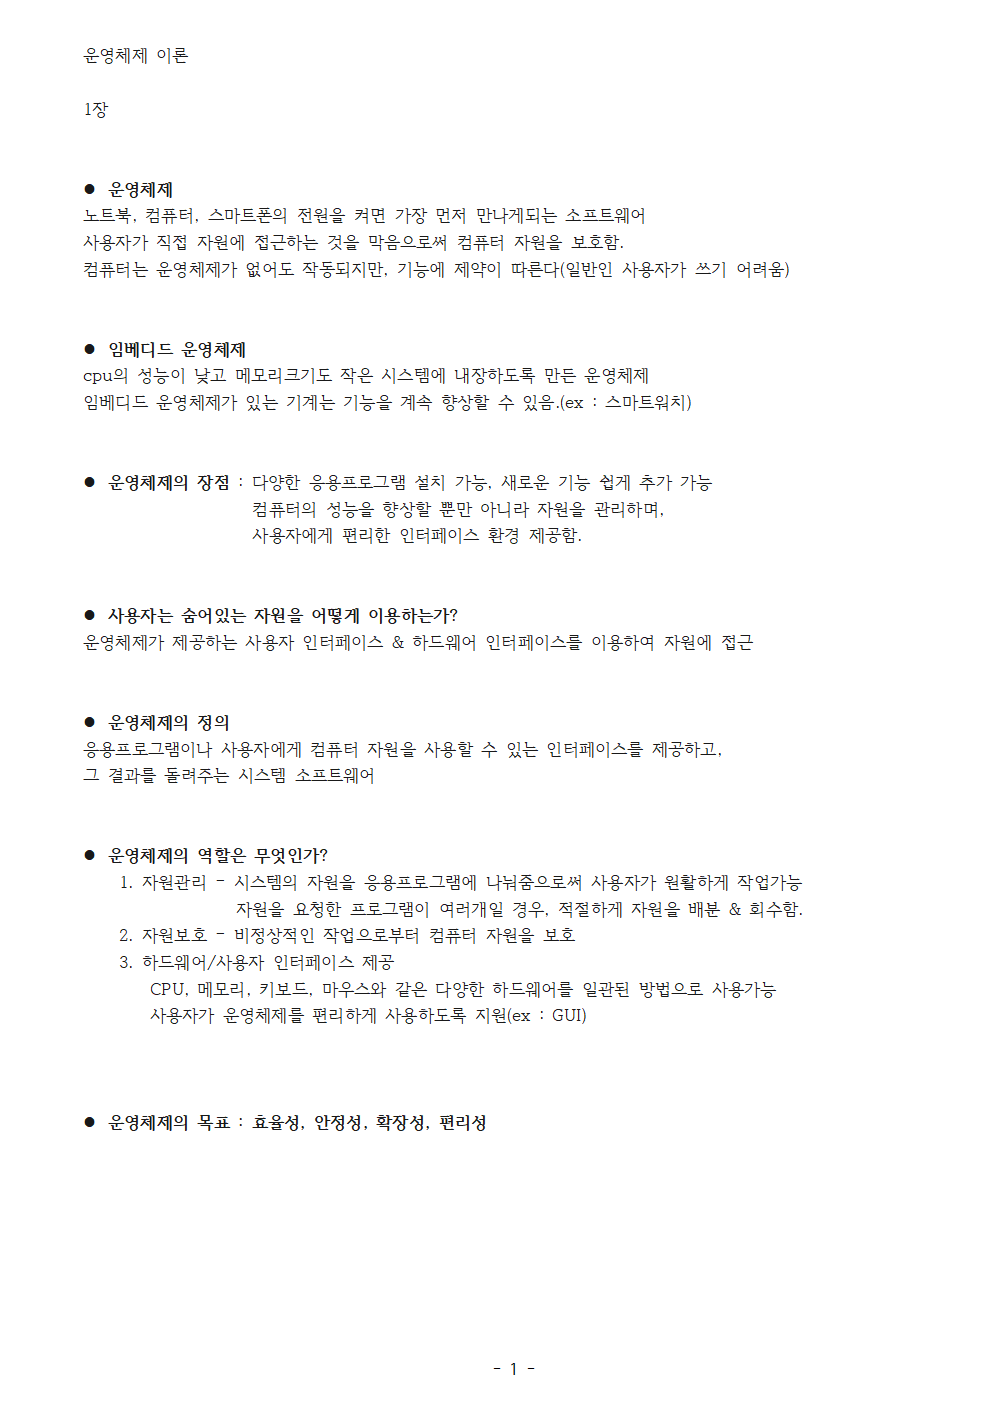 운영체제 이론
1장
● 운영체제
노트북, 컴퓨터, 스마트폰의 전원을 켜면 가장 먼저 만나게되는 소프트웨어
사용자가 직접 자원에 접근하는 것을 막음으로써 컴퓨터 자원을 보호함.
컴퓨터는 운영체제가 없어도 작동되지만, 기능에 제약이 따른다(일반인 사용자가 쓰기 어려움)
● 임베디드 운영체제
cpu의 성능이 낮고 메모리크기도 작은 시스템에 내장하도록 만든 운영체제
임베디드 운영체제가 있는 기계는 기능을 계속 향상할 수 있음.(ex : 스마트워치)
● 운영체제의 장점 : 다양한 응용프로그램 설치 가능, 새로운 기능 쉽게 추가 가능
컴퓨터의 성능을 향상할 뿐만 아니라 자원을 관리하며,
사용자에게 편리한 인터페이스 환경 제공함.
● 사용자는 숨어있는 자원을 어떻게 이용하는가?
운영체제가 제공하는 사용자 인터페이스 & 하드웨어 인터페이스를 이용하여 자원에 접근
● 운영체제의 정의
응용프로그램이나 사용자에게 컴퓨터 자원을 사용할 수 있는 인터페이스를 제공하고,
그 결과를 돌려주는 시스템 소프트웨어
● 운영체제의 역할은 무엇인가?
1. 자원관리 - 시스템의 자원을 응용프로그램에 나눠줌으로써 사용자가 원활하게 작업가능
자원을 요청한 프로그램이 여러개일 경우, 적절하게 자원을 배분 & 회수함.
2. 자원보호 - 비정상적인 작업으로부터 컴퓨터 자원을 보호
3. 하드웨어/사용자 인터페이스 제공
CPU, 메모리, 키보드, 마우스와 같은 다양한 하드웨어를 일관된 방법으로 사용가능
사용자가 운영체제를 편리하게 사용하도록 지원(ex : GUI)
● 운영체제의 목표 : 효율성, 안정성, 확장성, 편리성
- 1 -